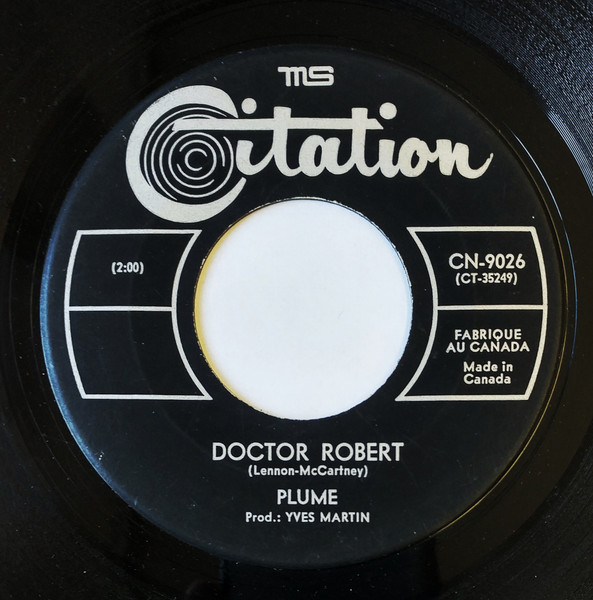 ms
Citation
(2:00)
CN-9026
(CT-35249)
FABRIQUE
AU CANADA
Made in
Canada
DOCTOR ROBERT
(Lennon-McCartney)
PLUME
Prod.: YVES MARTIN